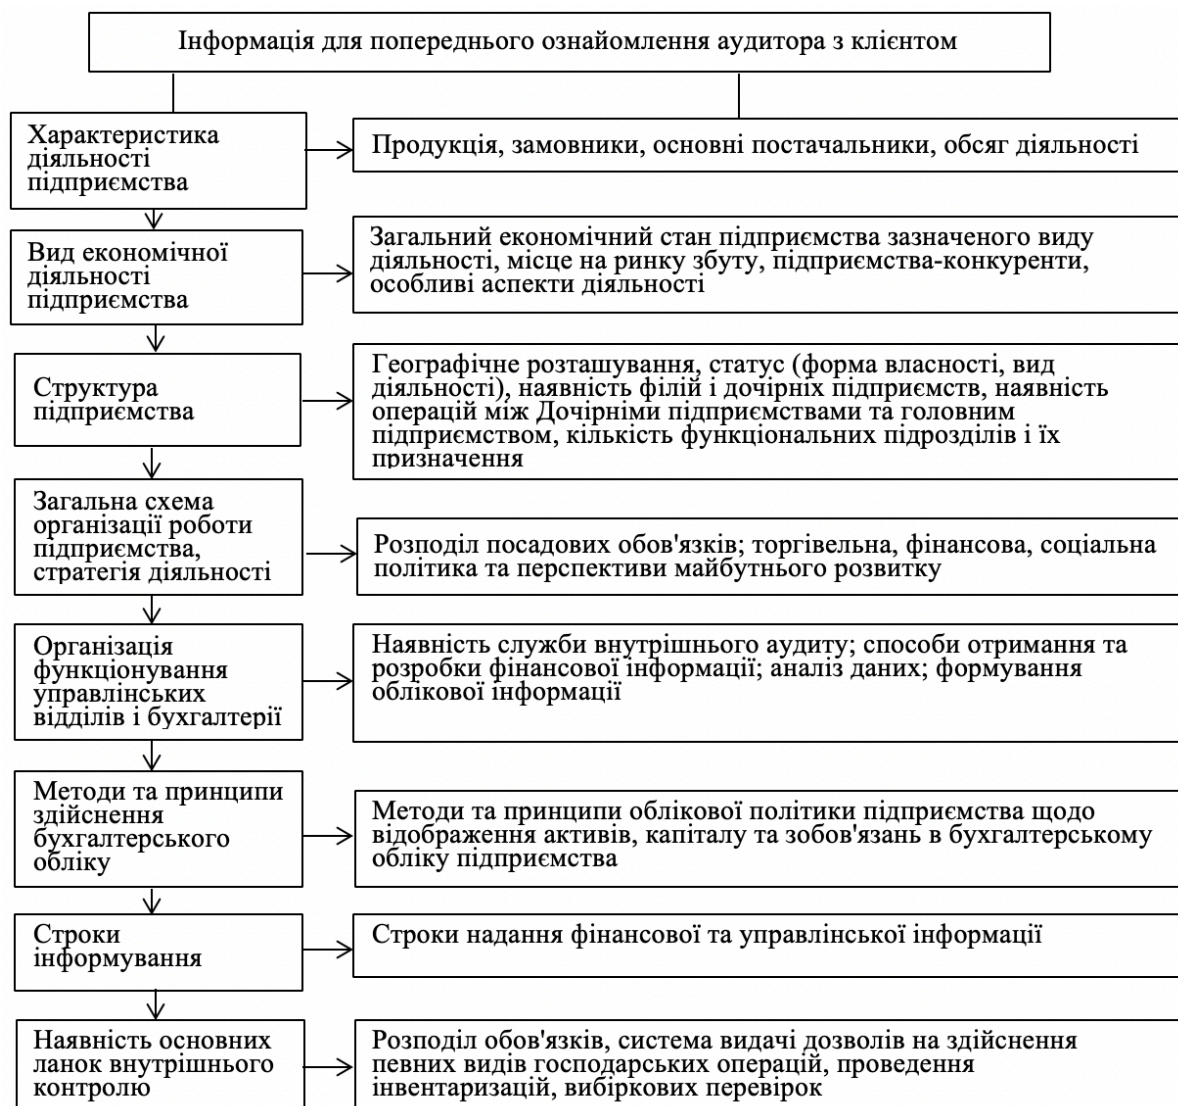 Інформація для попереднього ознайомлення аудитора з клієнтом
Характеристика
діяльності
підприємства
Продукція, замовники, основні постачальники, обсяг діяльності
Вид економічної
діяльності
підприємства
Загальний економічний стан підприємства зазначеного виду
діяльності, місце на ринку збуту, підприємства-конкуренти,
особливі аспекти діяльності
Структура
підприємства
Географічне розташування, статус (форма власності, вид
діяльності), наявність філій і дочірніх підприємств, наявність
операцій між Дочірніми підприємствами та головним
підприємством, кількість функціональних підрозділів і їх
призначення
Загальна схема
організації роботи
підприємства,
стратегія діяльності
Розподіл посадових обов'язків; торгівельна, фінансова, соціальна
політика та перспективи майбутнього розвитку
Організація
функціонування
управлінських
відділів і бухгалтерії
Наявність служби внутрішнього аудиту; способи отримання та
розробки фінансової інформації; аналіз даних; формування
облікової інформації
Методи та принципи
здійснення
бухгалтерського
обліку
Методи та принципи облікової політики підприємства щодо
відображення активів, капіталу та зобов'язань в бухгалтерському
обліку підприємства
Строки
інформування
Строки надання фінансової та управлінської інформації
Наявність основних
ланок внутрішнього
контролю
Розподіл обов'язків, система видачі дозволів на здійснення
певних видів господарських операцій, проведення
інвентаризацій, вибіркових перевірок